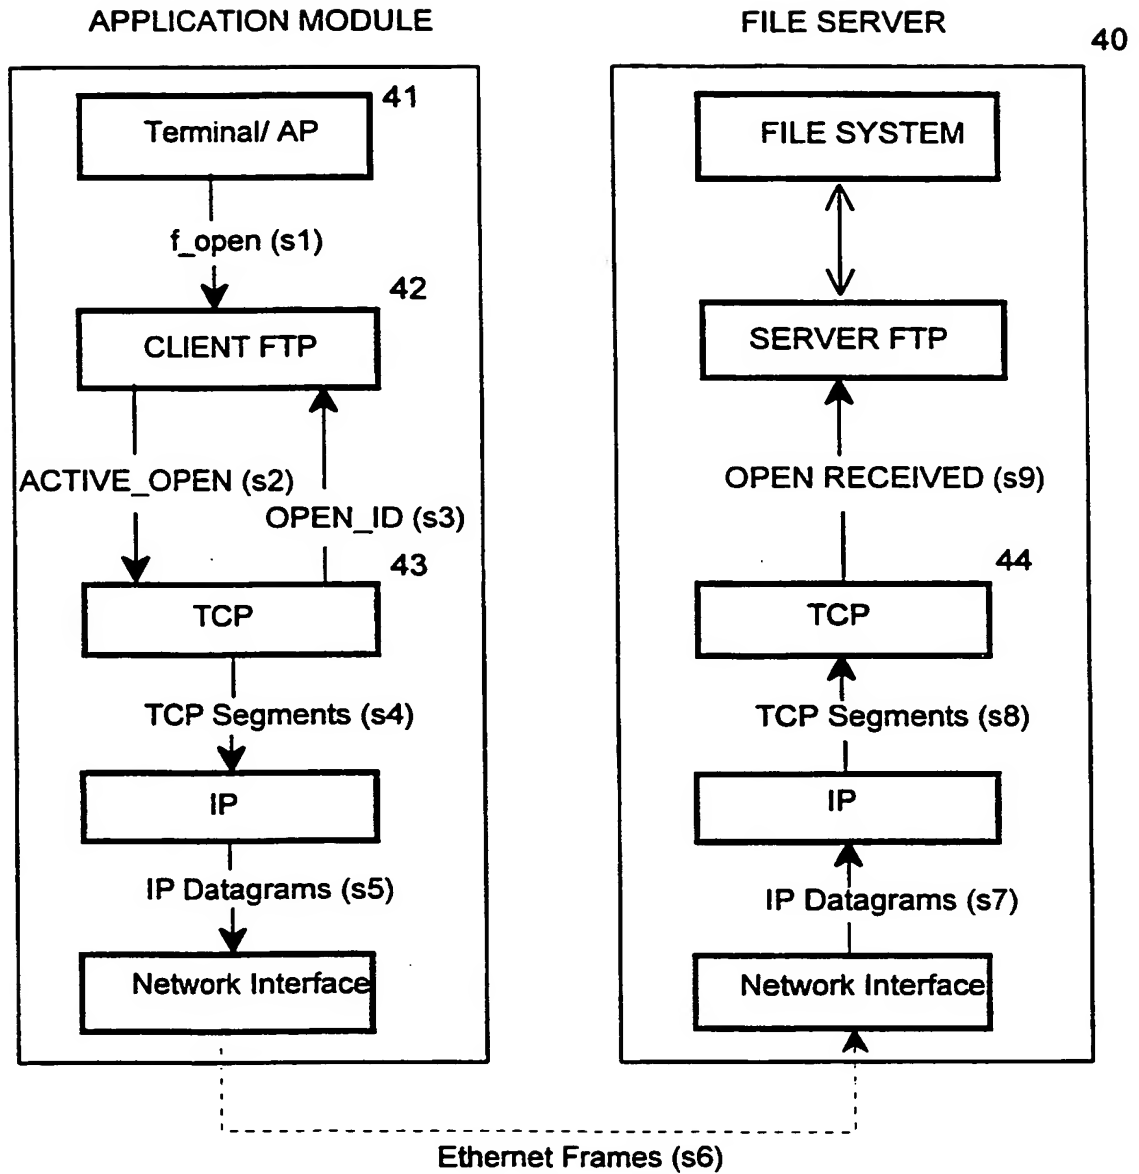 APPLICATION MODULE
FILE SERVER
40
41
Terminal/ AP
FILE SYSTEM
f_open (s1)
42
CLIENT FTP
SERVER FTP
ACTIVE_OPEN (s2)
OPEN RECEIVED (s9)
OPEN_ID (s3)
43
44
TCP
TCP
TCP Segments (s4)
TCP Segments (s8)
IP
IP
IP Datagrams (s5)
IP Datagrams (s7)
Network Interface
Network Interface
Ethernet Frames (s6)